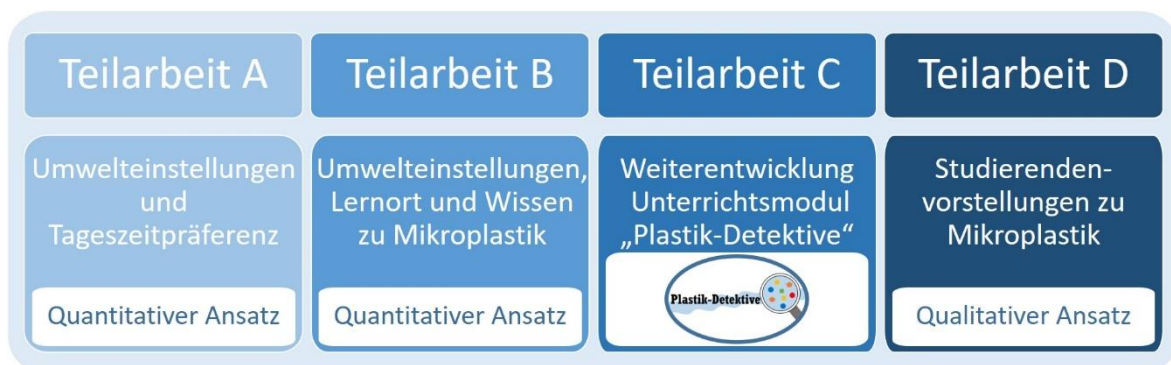 Teilarbeit A
Teilarbeit B
Teilarbeit C
Teilarbeit D
Umwelteinstellungen
und
Tageszeitpräferenz
Quantitativer Ansatz
Umwelteinstellungen,
Lernort und Wissen
zu Mikroplastik
Quantitativer Ansatz
Weiterentwicklung
Unterrichtsmodul
„Plastik-Detektive“
Plastik-Detektive
Studierenden-
vorstellungen zu
Mikroplastik
Qualitativer Ansatz